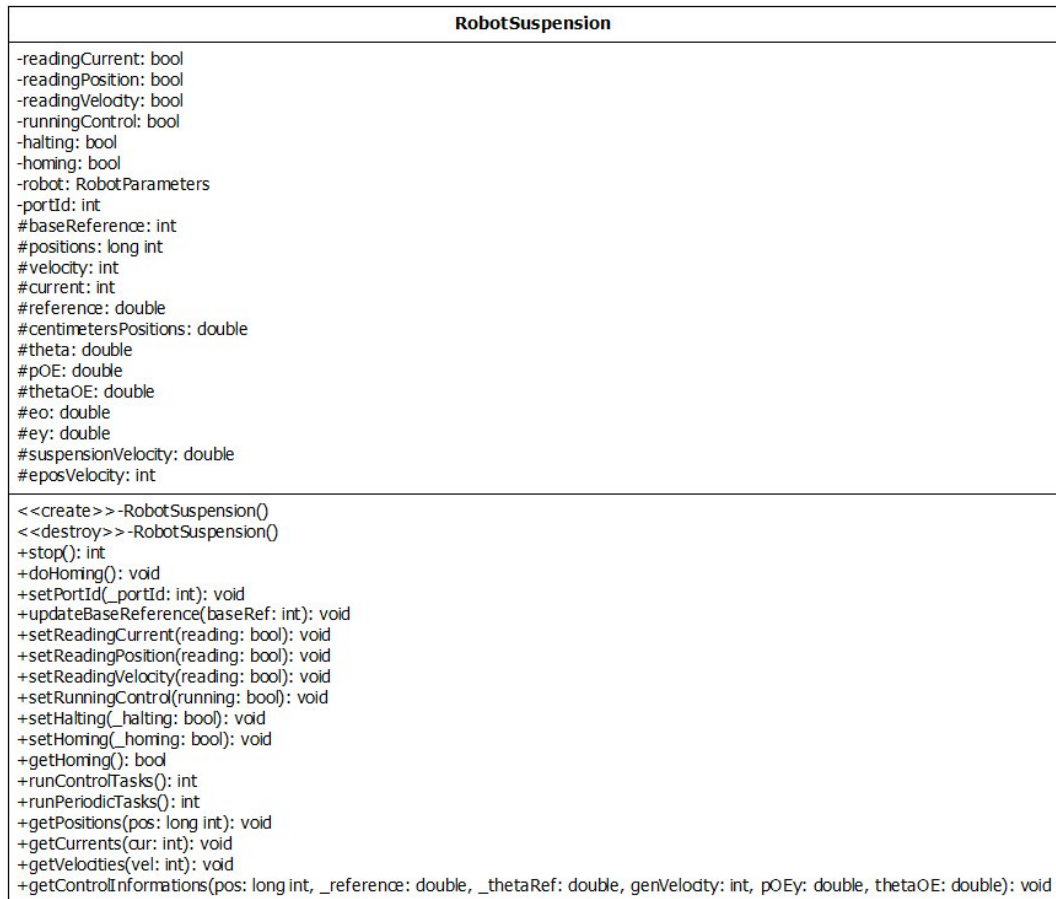 RobotSuspension
-readingCurrent: bool
-readingPosition: bool
-readingVelocity: bool
-runningControl: bool
-halting: bool
-homing: bool
-robot: RobotParameters
-portId: int
#baseReference: int
#positions: long int
#velocity: int
#current: int
#reference: double
#centimetersPositions: double
#theta: double
#pOE: double
#thetaOE: double
#eo: double
#ey: double
#suspensionVelocity: double
#eposVelocity: int
<<create>>-RobotSuspension()
<<destroy>>-RobotSuspension()
+stop(): int
+doHoming(): void
+setPortId(_portId: int): void
+updateBaseReference(baseRef: int): void
+setReadingCurrent(reading: bool): void
+setReadingPosition(reading: bool): void
+setReadingVelocity(reading: bool): void
+setRunningControl(running: bool): void
+setHalting(_halting: bool): void
+setHoming(_homing: bool): void
+getHoming(): bool
+runControlTasks(): int
+runPeriodicTasks(): int
+getPositions(pos: long int): void
+getCurrents(cur: int): void
+getVelocities(vel: int): void
+getControlInformations(pos: long int, _reference: double, _thetaRef: double, genVelocity: int, pOEy: double, thetaOE: double): void